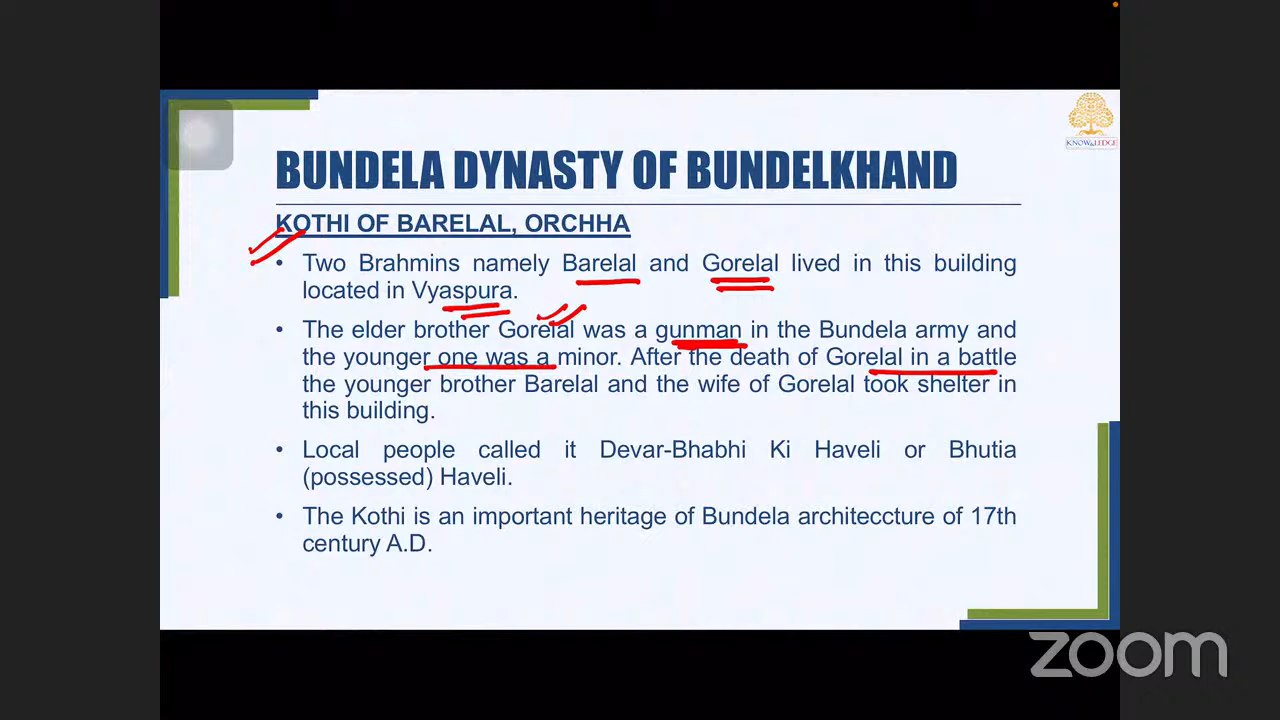 KNOW&LEDGE
BUNDELA DYNASTY OF BUNDELKHAND
KOTHI OF BARELAL, ORCHHA
• Two Brahmins namely Barelal and Gorelal lived in this building
located in Vyaspura.
• The elder brother Gorelal was a gunman in the Bundela army and
the younger one was a minor. After the death of Gorelal in a battle
the younger brother Barelal and the wife of Gorelal took shelter in
this building.
• Local people called it Devar-Bhabhi Ki Haveli or Bhutia
(possessed) Haveli.
• The Kothi is an important heritage of Bundela architeccture of 17th
century A.D.
zoom